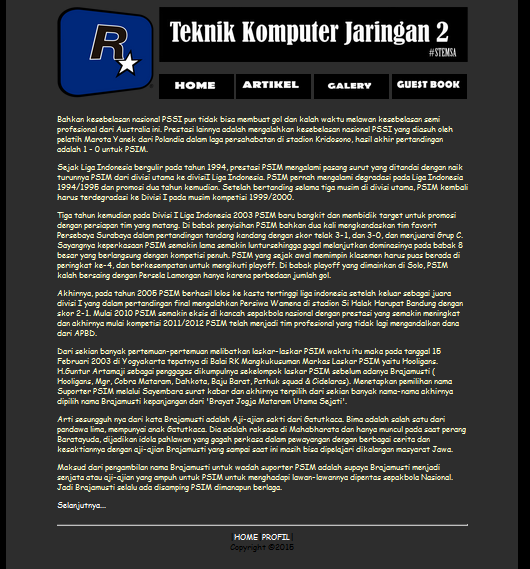 R
Teknik Komputer Jaringan 2
#STEMSA
HOME ARTIKEL GALERY GUEST BOOK
Bahkan kesebelasan nasional PSSI pun tidak bisa membuat gol dan kalah waktu melawan kesebelasan semi
profesional dari Australia ini. Prestasi lainnya adalah mengalahkan kesebelasan nasional PSSI yang diasuh oleh
pelatih Marota Yanek dari Polandia dalam laga persahabatan di stadion Kridosono, hasil akhir pertandingan
adalah 1 - 0 untuk PSIM.
Sejak Liga Indonesia bergulir pada tahun 1994, prestasi PSIM mengalami pasang surut yang ditandai dengan naik
turunnya PSIM dari divisi utama ke divisiI Liga Indonesia. PSIM pernah mengalami degradasi pada Liga Indonesia
1994/1995 dan promosi dua tahun kemudian. Setelah bertanding selama tiga musim di divisi utama, PSIM kembali
harus terdegradasi ke Divisi I pada musim kompetisi 1999/2000.
Tiga tahun kemudian pada Divisi I Liga Indonesia 2003 PSIM baru bangkit dan membidik target untuk promosi
dengan persiapan tim yang matang. Di babak penyisihan PSIM bahkan dua kali mengkandaskan tim favorit
Persebaya Surabaya dalam pertandingan tandang kandang dengan skor telak 3-1, dan 3-0, dan menjuarai Grup C.
Sayangnya keperkasaan PSIM semakin lama semakin luntursehingga gagal melanjutkan dominasinya pada babak 8
besar yang berlangsung dengan kompetisi penuh. PSIM yang sejak awal memimpin klasemen harus puas berada di
peringkat ke-4, dan berkesempatan untuk mengikuti playoff. Di babak playoff yang dimainkan di Solo, PSIM
kalah bersaing dengan Persela Lamongan hanya karena perbedaan jumlah gol.
Akhirnya, pada tahun 2005 PSIM berhasil lolos ke kasta tertinggi liga indonesia setelah keluar sebagai juara
divisi I yang dalam pertandingan final mengalahkan Persiwa Wamena di stadion Si Halak Harupat Bandung dengan
skor 2-1. Mulai 2010 PSIM semakin eksis di kancah sepakbola nasional dengan prestasi yang semakin meningkat
dan akhirnya mulai kompetisi 2011/2012 PSIM telah menjadi tim profesional yang tidak lagi mengandalkan dana
dari APBD.
Dari sekian banyak pertemuan-pertemuan melibatkan laskar-laskar PSIM waktu itu maka pada tanggal 15
Februari 2003 di Yogyakarta tepatnya di Balai RK Mangkukusuman Markas Laskar PSIM yaitu Hooligans.
H.Guntur Artamaji sebagai penggagas dikumpulnya sekelompok laskar PSIM sebelum adanya Brajamusti (
Hooligans, Mgr, Cobra Mataram, Dahkota, Baju Barat, Pathuk squad & Cidelaras). Menetapkan pemilihan nama
Suporter PSIM melalui Sayembara surat kabar dan akhirnya terpilih dari sekian banyak nama-nama akhirnya
dipilih nama Brajamusti kepanjangan dari 'Brayat Jogja Mataram Utama Sejati'.
Arti sesungguh nya dari kata Brajamusti adalah Aji-ajian sakti dari Gatutkaca. Bima adalah salah satu dari
pandawa lima, mempunyai anak Gatutkaca. Dia adalah raksasa di Mahabharata dan hanya muncul pada saat perang
Baratayuda, dijadikan idola pahlawan yang gagah perkasa dalam pewayangan dengan berbagai cerita dan
kesaktiannya dengan aji-ajian Brajamusti yang sampai saat ini masih bisa dipelajari dikalangan masyarat Jawa.
Maksud dari pengambilan nama Brajamusti untuk wadah suporter PSIM adalah supaya Brajamusti menjadi
senjata atau aji-ajian yang ampuh untuk PSIM untuk menghadapi lawan-lawannya dipentas sepakbola Nasional.
Jadi Brajamusti selalu ada disamping PSIM dimanapun berlaga.
Selanjutnya...
HOME PROFIL
Copyright ©2015